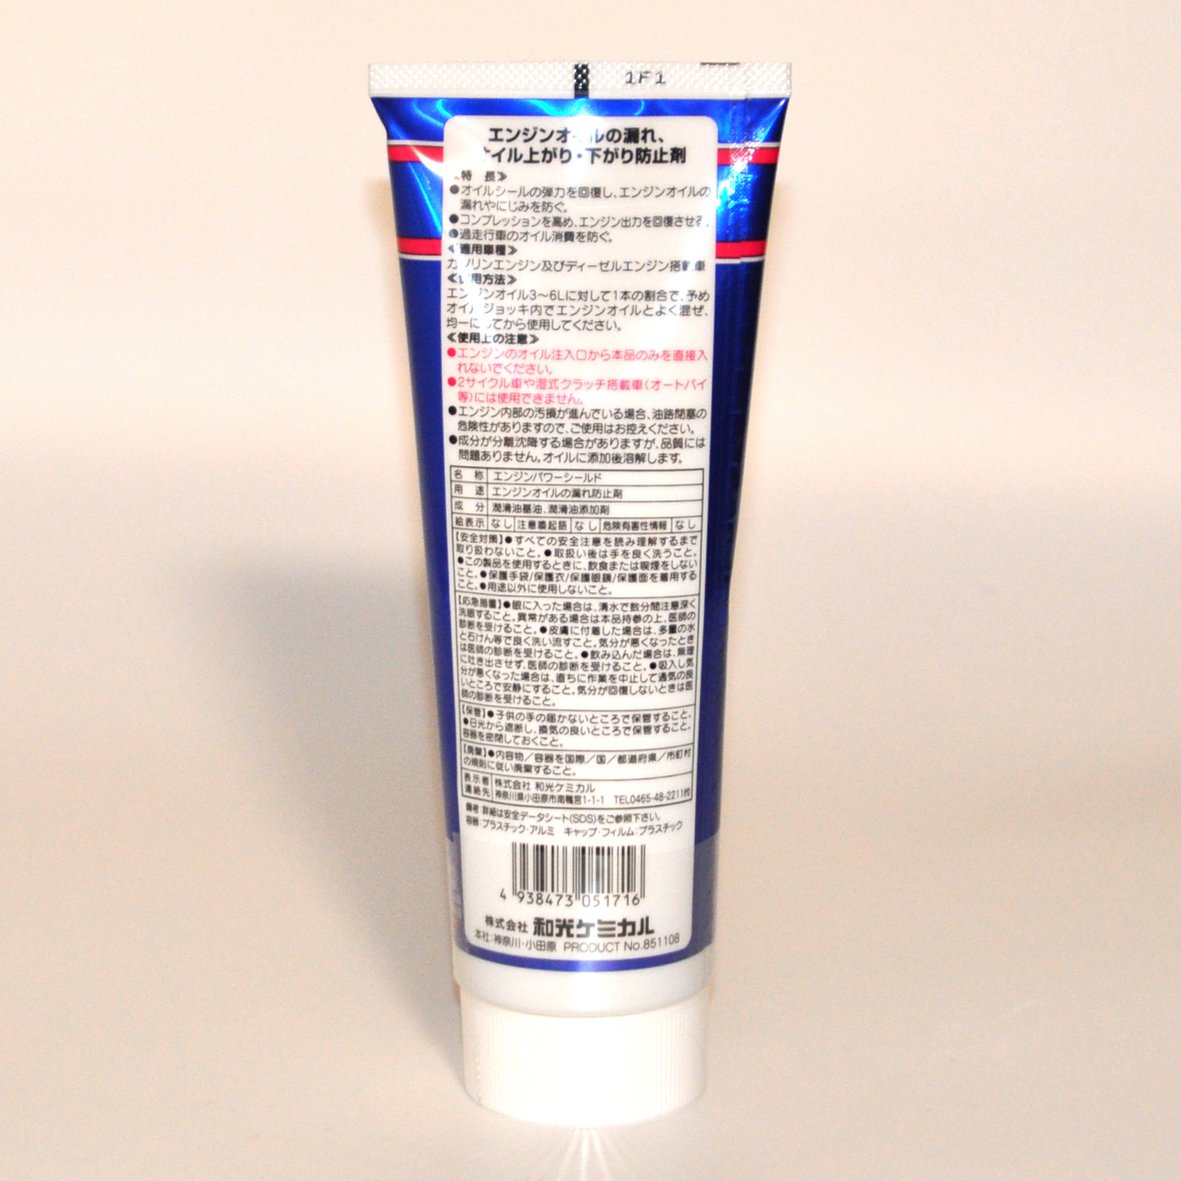 1F1
エンジンオイルの漏れ、
オイル上がり・下がり防止剤
≪特　長≫
●オイルシールの弾力を回復し、エンジンオイルの
漏れやにじみを防ぐ。
●コンプレッションを高め、エンジン出力を回復させる。
●過走行車のオイル消費を防ぐ。
≪適用車種≫
ガソリンエンジン及びディーゼルエンジン搭載車
≪使用方法≫
エンジンオイル3〜6Lに対して1本の割合で、予め
オイルジョッキ内でエンジンオイルとよく混ぜ、
均一にしてから使用してください。
≪使用上の注意≫
●エンジンのオイル注入口から本品のみを直接入
れないでください。
●2サイクル車や湿式クラッチ搭載車(オートバイ
等)には使用できません。
●エンジン内部の汚損が進んでいる場合、油路閉塞の
危険性がありますので、ご使用はお控えください。
●成分が分離沈降する場合がありますが、品質には
問題ありません。オイルに添加後溶解します。
名　称 エンジンパワーシールド
用　途 エンジンオイルの漏れ防止剤
成　分 潤滑油基油、潤滑油添加剤
絵表示 なし 注意喚起語 なし 危険有害性情報 なし
【安全対策】●すべての安全注意を読み理解するまで
取り扱わないこと。●取扱い後は手を良く洗うこと。
●この製品を使用するときに、飲食または喫煙をしない
こと。●保護手袋/保護衣/保護眼鏡/保護面を着用する
こと。●用途以外に使用しないこと。
【応急措置】●眼に入った場合は、清水で数分間注意深く
洗眼すること。異常がある場合は本品持参の上、医師の
診断を受けること。●皮膚に付着した場合は、多量の水
と石けん等で良く洗い流すこと。気分が悪くなったとき
は医師の診断を受けること。●飲み込んだ場合は、無理
に吐き出させず、医師の診断を受けること。●吸入し気
分が悪くなった場合は、直ちに作業を中止して通気の良
いところで安静にすること。気分が回復しないときは医
師の診断を受けること。
【保管】●子供の手の届かないところで保管すること。
●日光から遮断し、換気の良いところで保管すること。
容器を密閉しておくこと。
【廃棄】●内容物／容器を国際／国／都道府県／市町村
の規則に従い廃棄すること。
表示者 株式会社 和光ケミカル
連絡先 神奈川県小田原市南鴨宮1-1-1　TEL0465-48-2211㈹
備考:詳細は安全データシート(SDS)をご参照下さい。
容器:プラスチック・アルミ　キャップ・フィルム:プラスチック
4 938473 051716
株式会社 和光ケミカル
本社:神奈川・小田原 PRODUCT No.851108